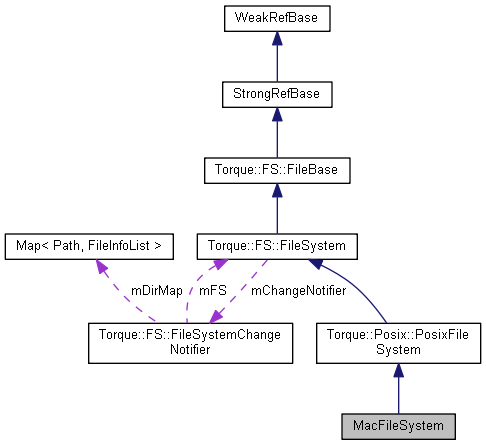 WeakRefBase
StrongRefBase
Torque::FS::FileBase
Map< Path, FileInfoList >
Torque::FS::FileSystem
mDirMap
mFS
mChangeNotifier
Torque::FS::FileSystemChange
Notifier
Torque::Posix::PosixFile
System
MacFileSystem